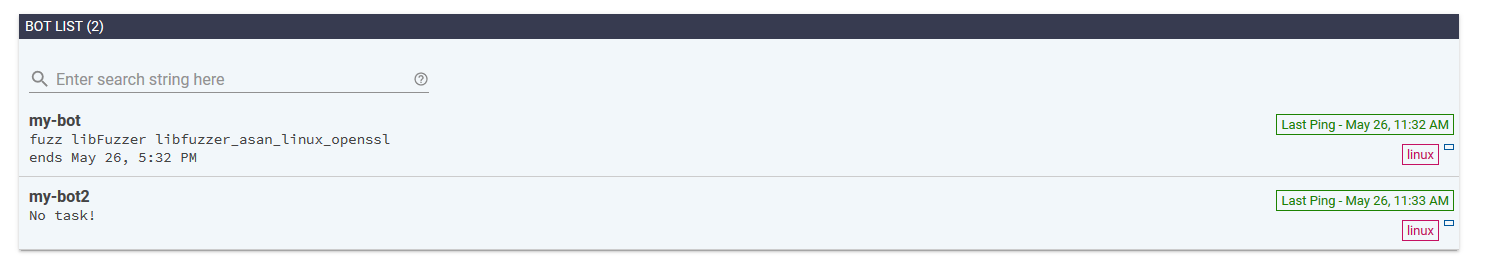 BOT LIST (2)
Enter search string here
my-bot
fuzz libFuzzer libfuzzer_asan_linux_openssl
ends May 26, 5:32 PM
Last Ping - May 26, 11:32 AM
linux
my-bot2
No task!
Last Ping - May 26, 11:33 AM
linux